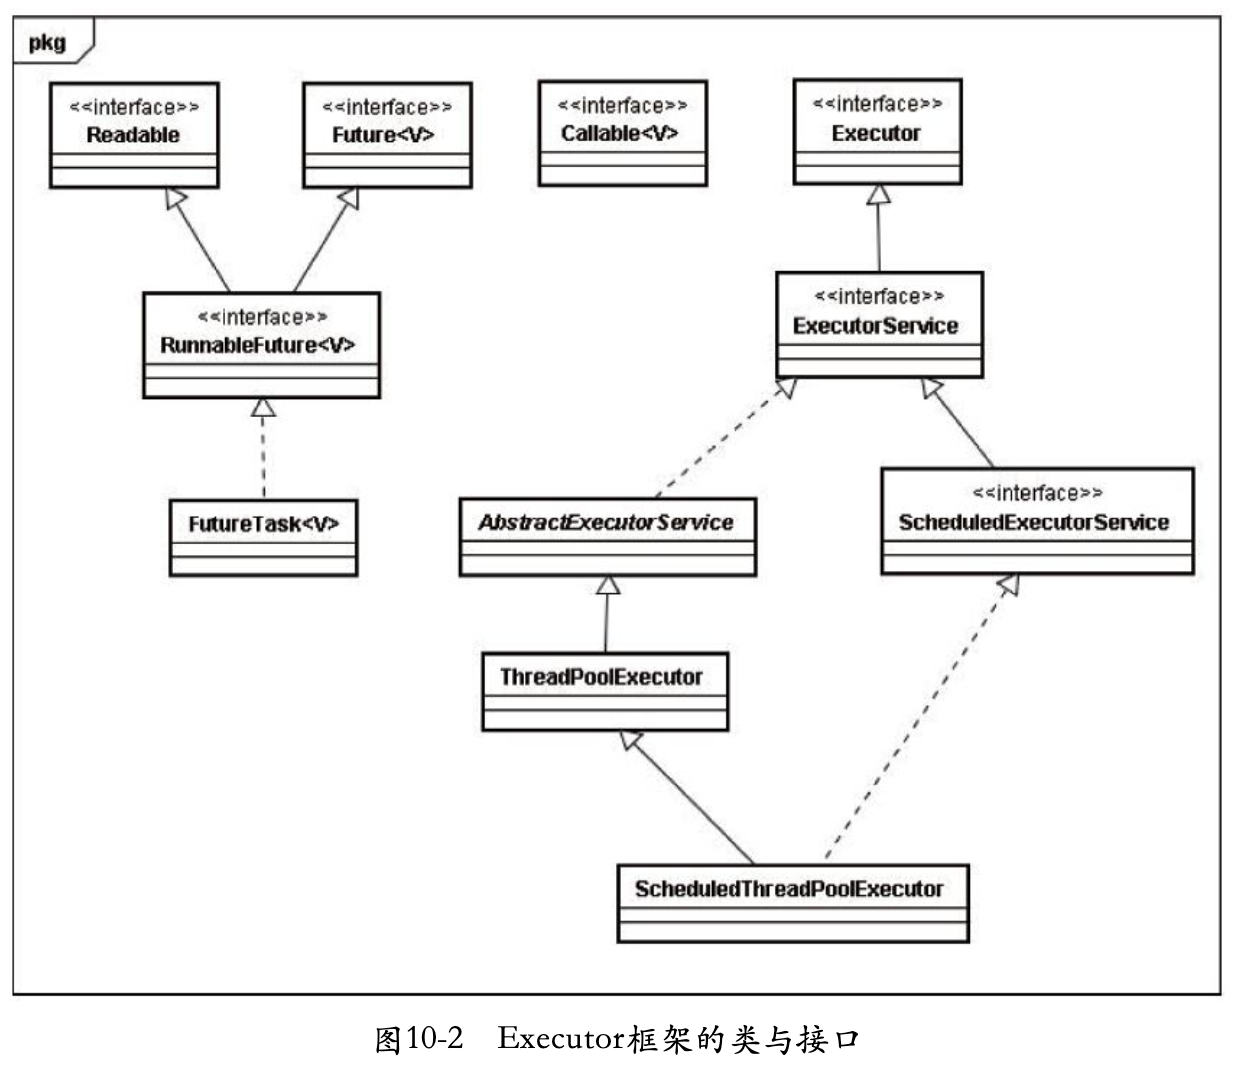 pkg
<<interface>>
Readable
<<interface>>
Future<V>
<<interface>>
Callable<V>
<<interface>>
Executor
<<interface>>
RunnableFuture<V>
<<interface>>
ExecutorService
FutureTask<V>
AbstractExecutorService
<<interface>>
ScheduledExecutorService
ThreadPoolExecutor
ScheduledThreadPoolExecutor
图10-2 Executor框架的类与接口